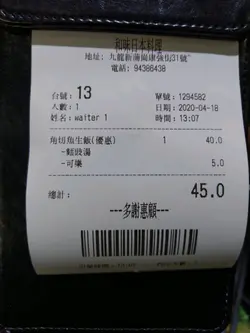 和味日本料理
地址: 九龍新蒲崗康強街31號
電話: 94386438
台號: 13
單號: 1294582
人數: 1
日期: 2020-04-18
姓名: waiter 1
時間: 13:07
角切魚生飯(優惠) 1 40.0
-麵豉湯
-可樂 5.0
總計: 45.0
---多謝惠顧---